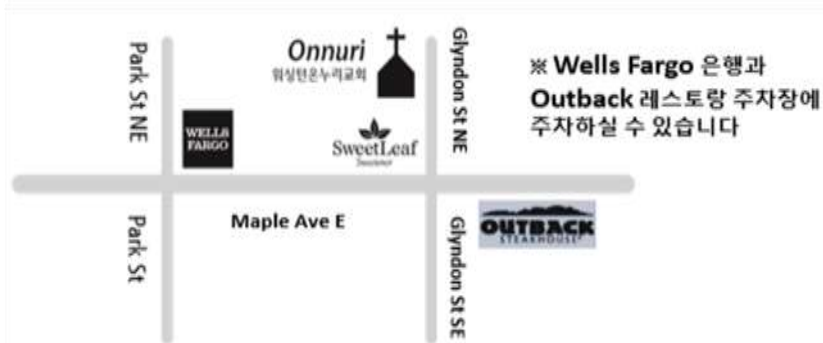 Park St NE
Onnuri
워싱턴온누리교회
Glyndon St NE
※ Wells Fargo 은행과
Outback 레스토랑 주차장에
주차하실 수 있습니다
WELLS
FARGO
SweetLeaf
Sweetener
Park St
Maple Ave E
Glyndon St SE
OUTBACK
STEAKHOUSE